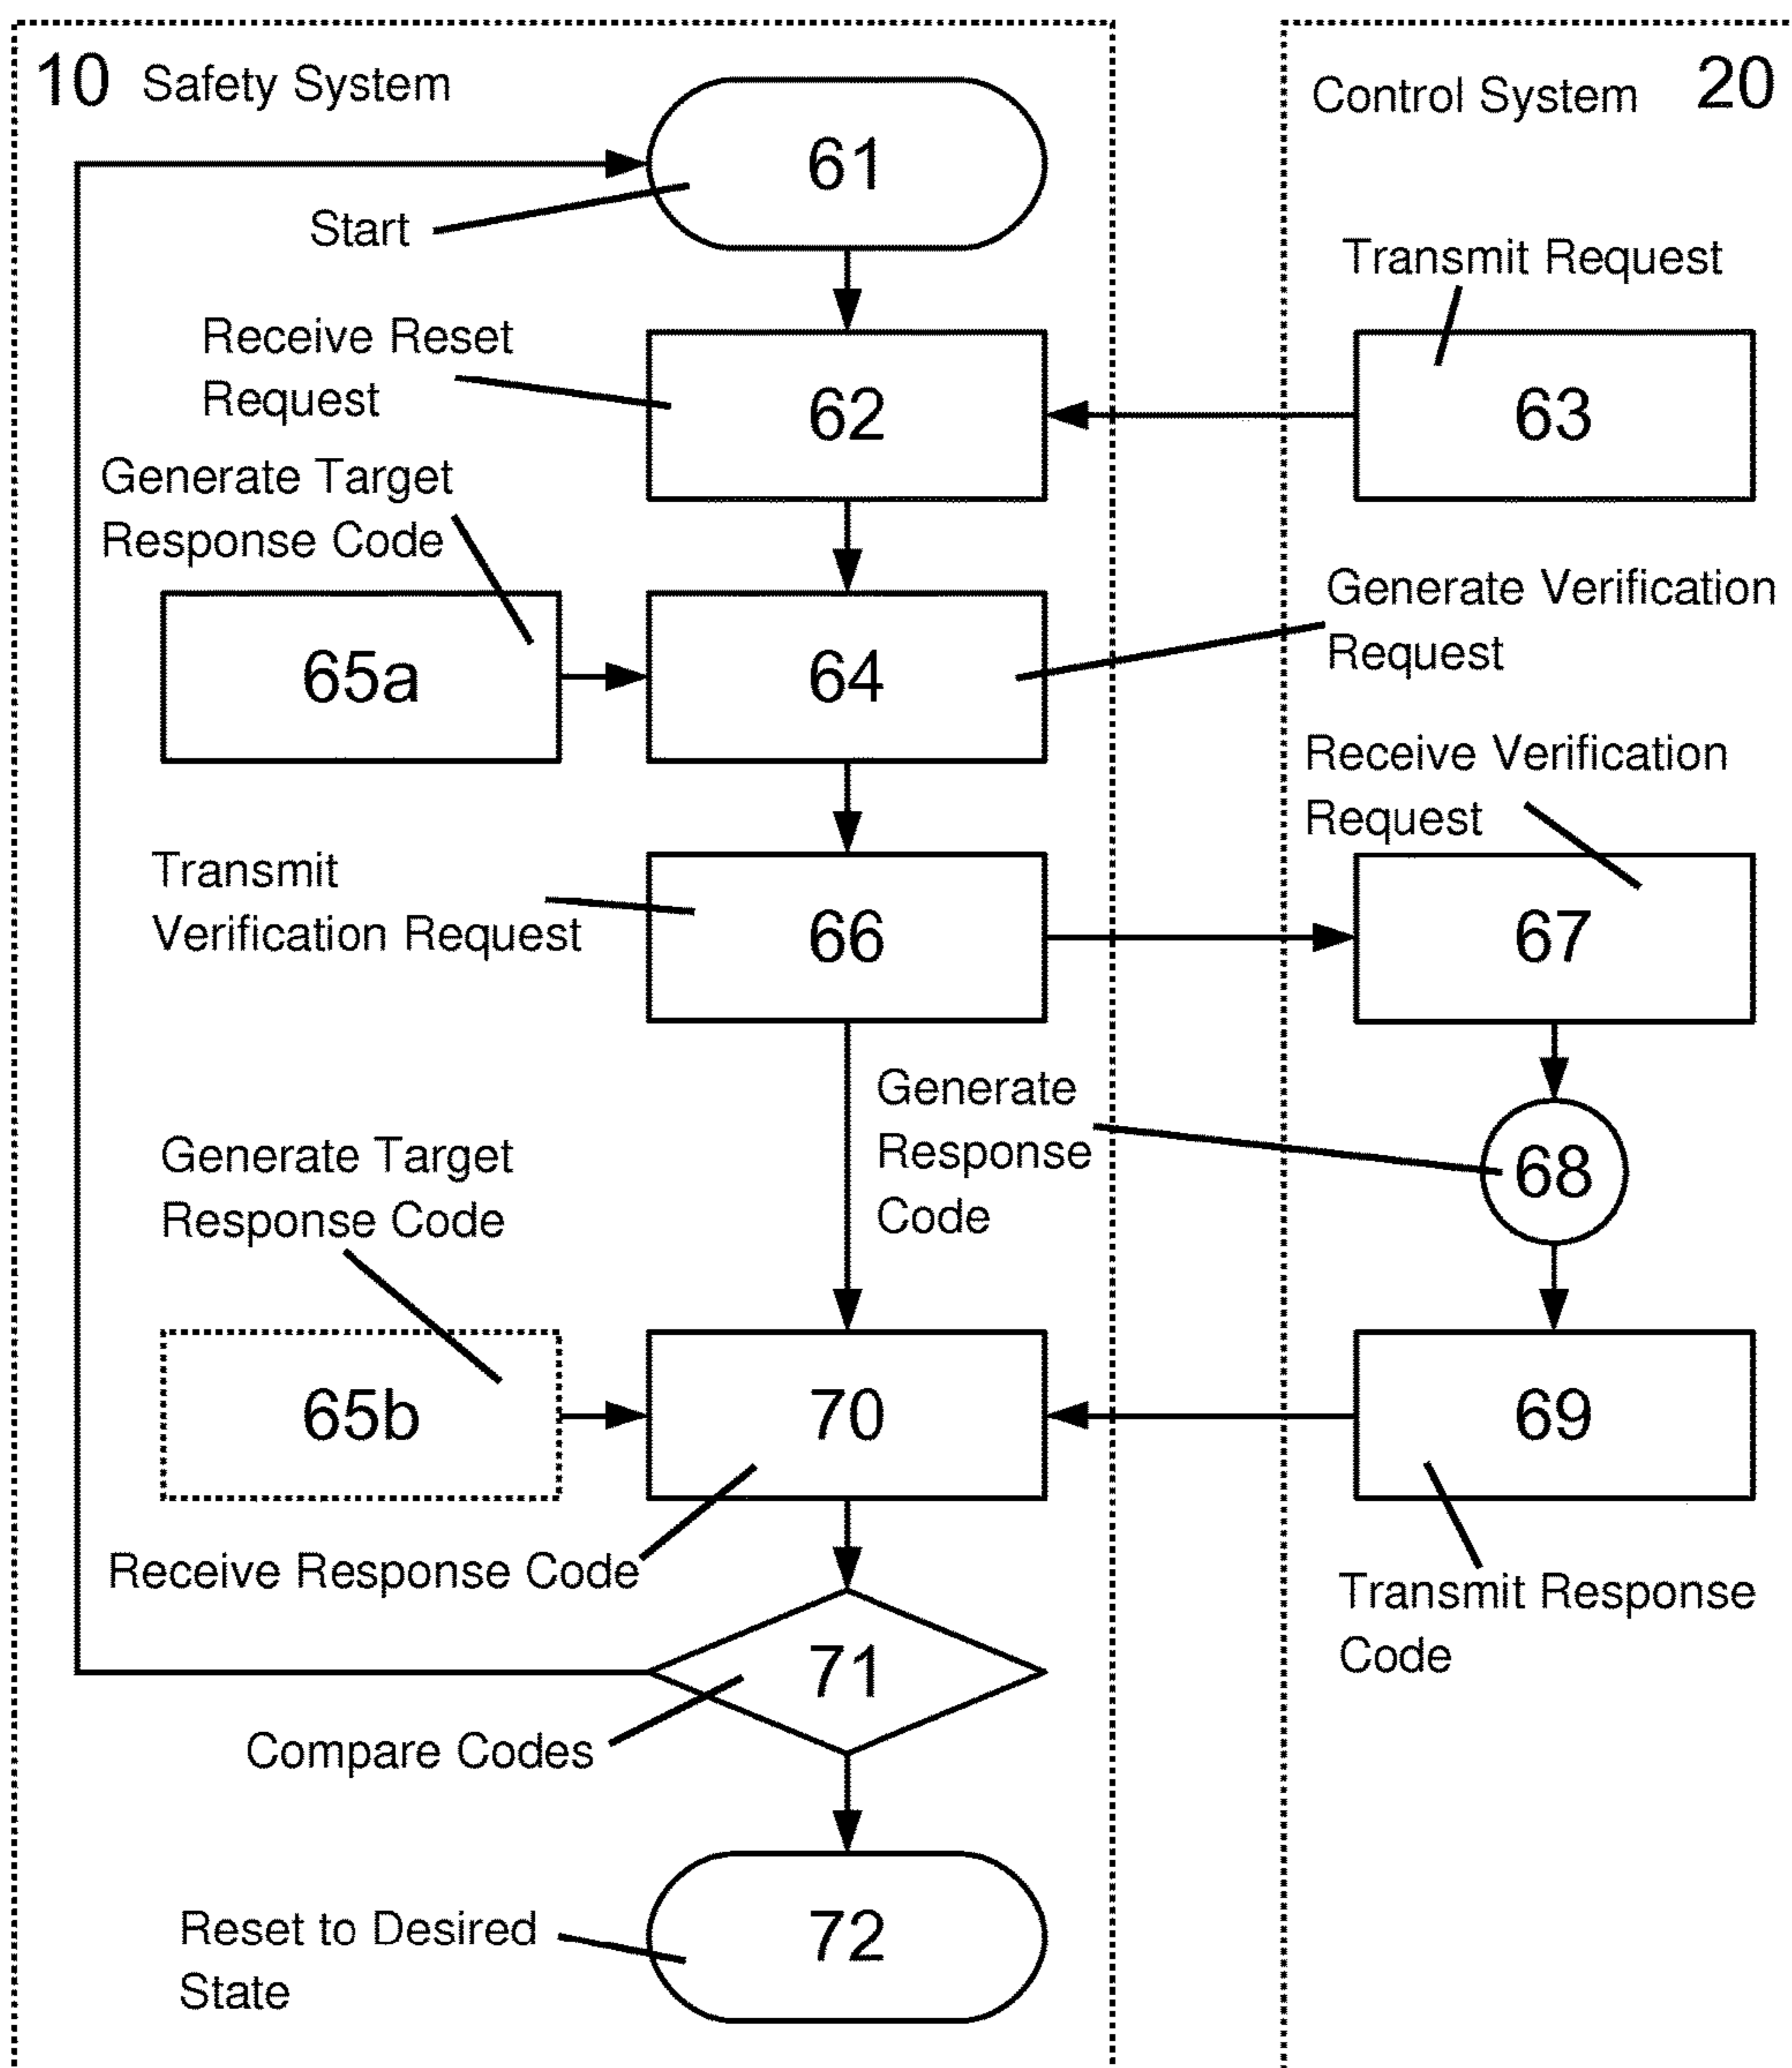 10 Safety System
Control System 20
61
Start
Transmit Request
Receive Reset
Request
62
63
Generate Target
Response Code
65a
64
Generate Verification
Request
Receive Verification
Request
Transmit
Verification Request
66
67
Generate
Response
Code
68
Generate Target
Response Code
65b
70
69
Receive Response Code
Transmit Response
Code
71
Compare Codes
Reset to Desired
State
72